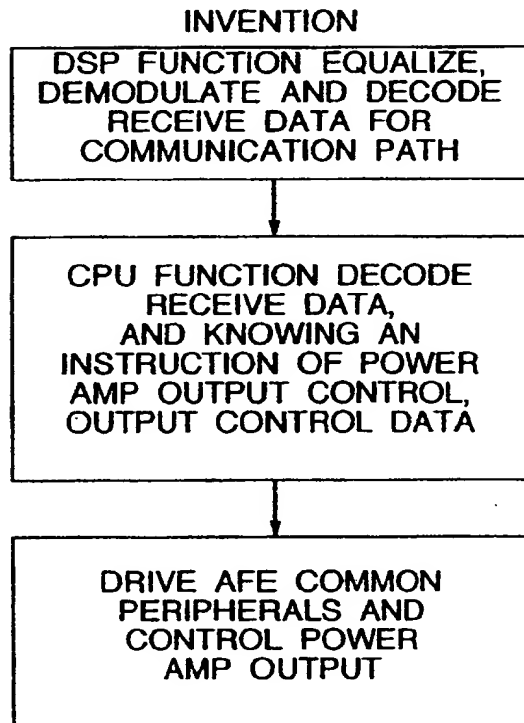 INVENTION
DSP FUNCTION EQUALIZE,
DEMODULATE AND DECODE
RECEIVE DATA FOR
COMMUNICATION PATH
CPU FUNCTION DECODE
RECEIVE DATA,
AND KNOWING AN
INSTRUCTION OF POWER
AMP OUTPUT CONTROL,
OUTPUT CONTROL DATA
DRIVE AFE COMMON
PERIPHERALS AND
CONTROL POWER
AMP OUTPUT